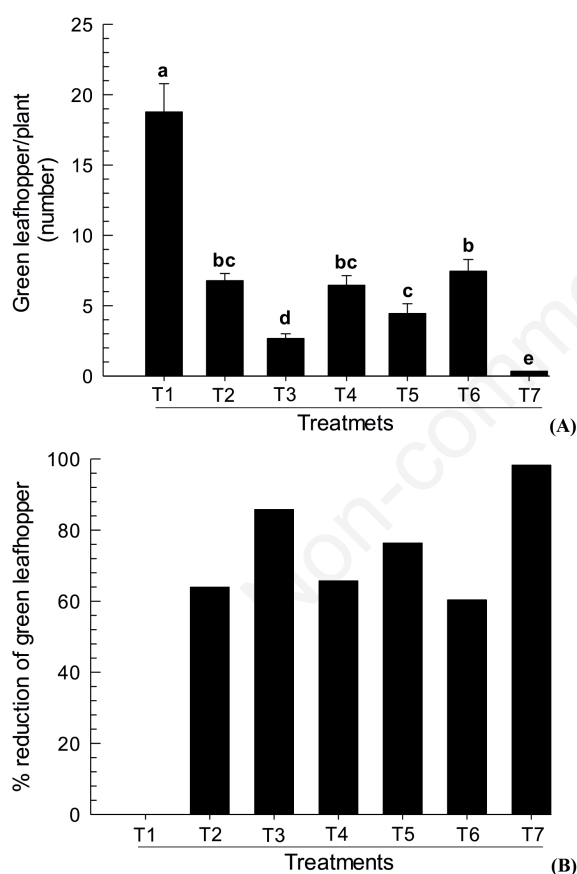 25
20
15
10
5
0
Green leafhopper/plant
(number)
a
bc
d
bc
c
b
e
T1 T2 T3 T4 T5 T6 T7
Treatmets
(A)
100
80
60
40
20
0
% reduction of green leafhopper
T1 T2 T3 T4 T5 T6 T7
Treatments
(B)
Non-comme